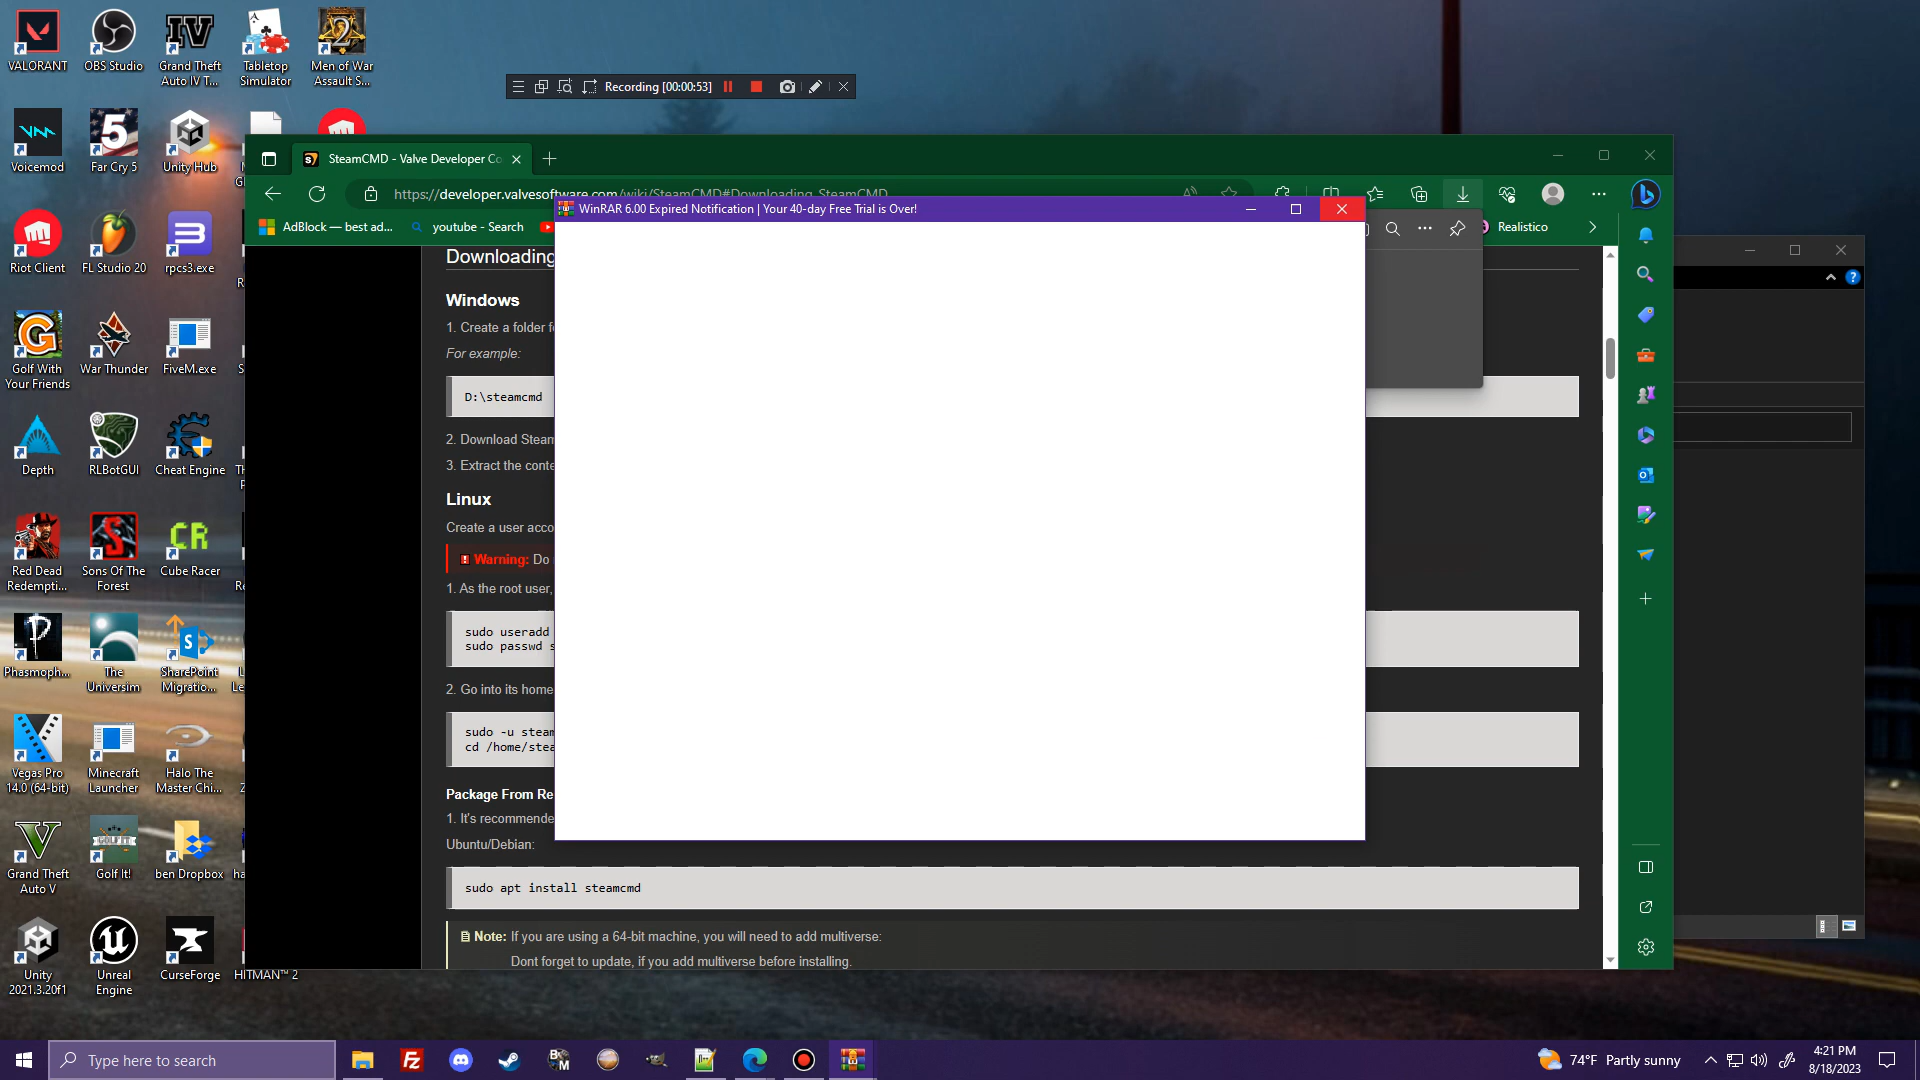 VALORANT
OBS Studio
Grand Theft
Auto IV T...
Tabletop
Simulator
Men of War
Assault S...
Recording [00:00:53]
Voicemod
Far Cry 5
Unity Hub
SteamCMD - Valve Developer Co
https://developer.valvesoftware.com/wiki/SteamCMD#Downloading_SteamCMD
WinRAR 6.00 Expired Notification | Your 40-day Free Trial is Over!
AdBlock — best ad...
youtube - Search
Realistico
Riot Client
FL Studio 20
rpcs3.exe
Downloading
Windows
1. Create a folder f
For example:
D:\steamcmd
2. Download Steam
3. Extract the conte
Linux
Create a user acco
Warning: Do
1. As the root user,
sudo useradd
sudo passwd s
2. Go into its home
sudo -u steam
cd /home/stea
Package From Re
1. It's recommende
Ubuntu/Debian:
sudo apt install steamcmd
Note: If you are using a 64-bit machine, you will need to add multiverse:
Dont forget to update, if you add multiverse before installing.
Golf With
Your Friends
War Thunder
FiveM.exe
Depth
RLBotGUI
Cheat Engine
Red Dead
Redempti...
Sons Of The
Forest
CR
Cube Racer
Phasmoph...
The
Universim
SharePoint
Migratio...
Vegas Pro
14.0 (64-bit)
Minecraft
Launcher
Halo The
Master Chi...
Grand Theft
Auto V
Golf It!
ben Dropbox
Unity
2021.3.20f1
Unreal
Engine
CurseForge
HITMAN™ 2
Type here to search
74°F Partly sunny
4:21 PM
8/18/2023